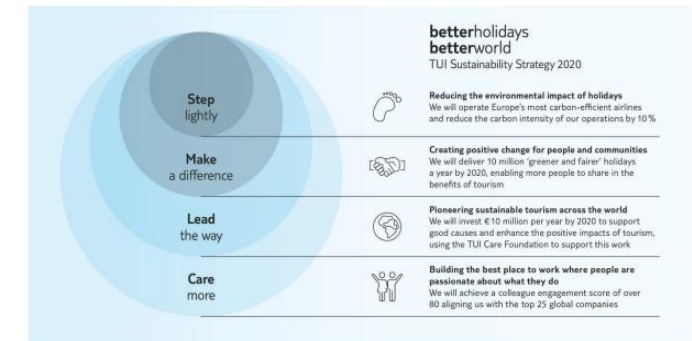 betterholidays
betterworld
TUI Sustainability Strategy 2020
Step
lightly
Reducing the environmental impact of holidays
We will operate Europe's most carbon-efficient airlines
and reduce the carbon intensity of our operations by 10%
Make
a difference
Creating positive change for people and communities
We will deliver 10 million 'greener and fairer' holidays
a year by 2020, enabling more people to share in the
benefits of tourism
Lead
the way
Pioneering sustainable tourism across the world
We will invest €10 million per year by 2020 to support
good causes and enhance the positive impacts of tourism,
using the TUI Care Foundation to support this work
Care
more
Building the best place to work where people are
passionate about what they do
We will achieve a colleague engagement score of over
80 aligning us with the top 25 global companies